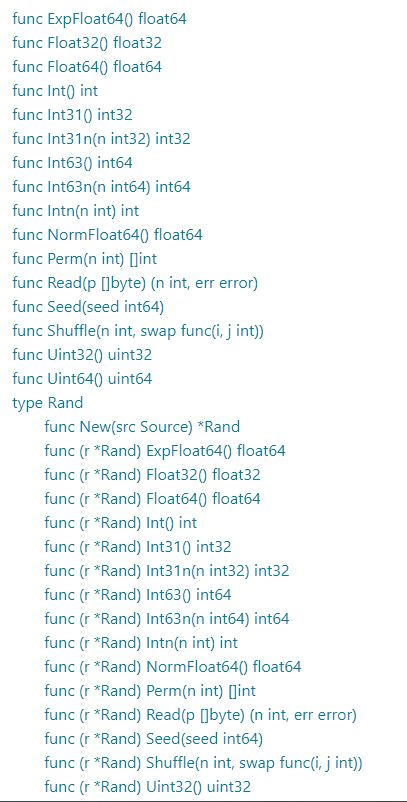 func ExpFloat64() float64
func Float32() float32
func Float64() float64
func Int() int
func Int31() int32
func Int31n(n int32) int32
func Int63() int64
func Int63n(n int64) int64
func Intn(n int) int
func NormFloat64() float64
func Perm(n int) []int
func Read(p []byte) (n int, err error)
func Seed(seed int64)
func Shuffle(n int, swap func(i, j int))
func Uint32() uint32
func Uint64() uint64
type Rand
func New(src Source) *Rand
func (r *Rand) ExpFloat64() float64
func (r *Rand) Float32() float32
func (r *Rand) Float64() float64
func (r *Rand) Int() int
func (r *Rand) Int31() int32
func (r *Rand) Int31n(n int32) int32
func (r *Rand) Int63() int64
func (r *Rand) Int63n(n int64) int64
func (r *Rand) Intn(n int) int
func (r *Rand) NormFloat64() float64
func (r *Rand) Perm(n int) []int
func (r *Rand) Read(p []byte) (n int, err error)
func (r *Rand) Seed(seed int64)
func (r *Rand) Shuffle(n int, swap func(i, j int))
func (r *Rand) Uint32() uint32